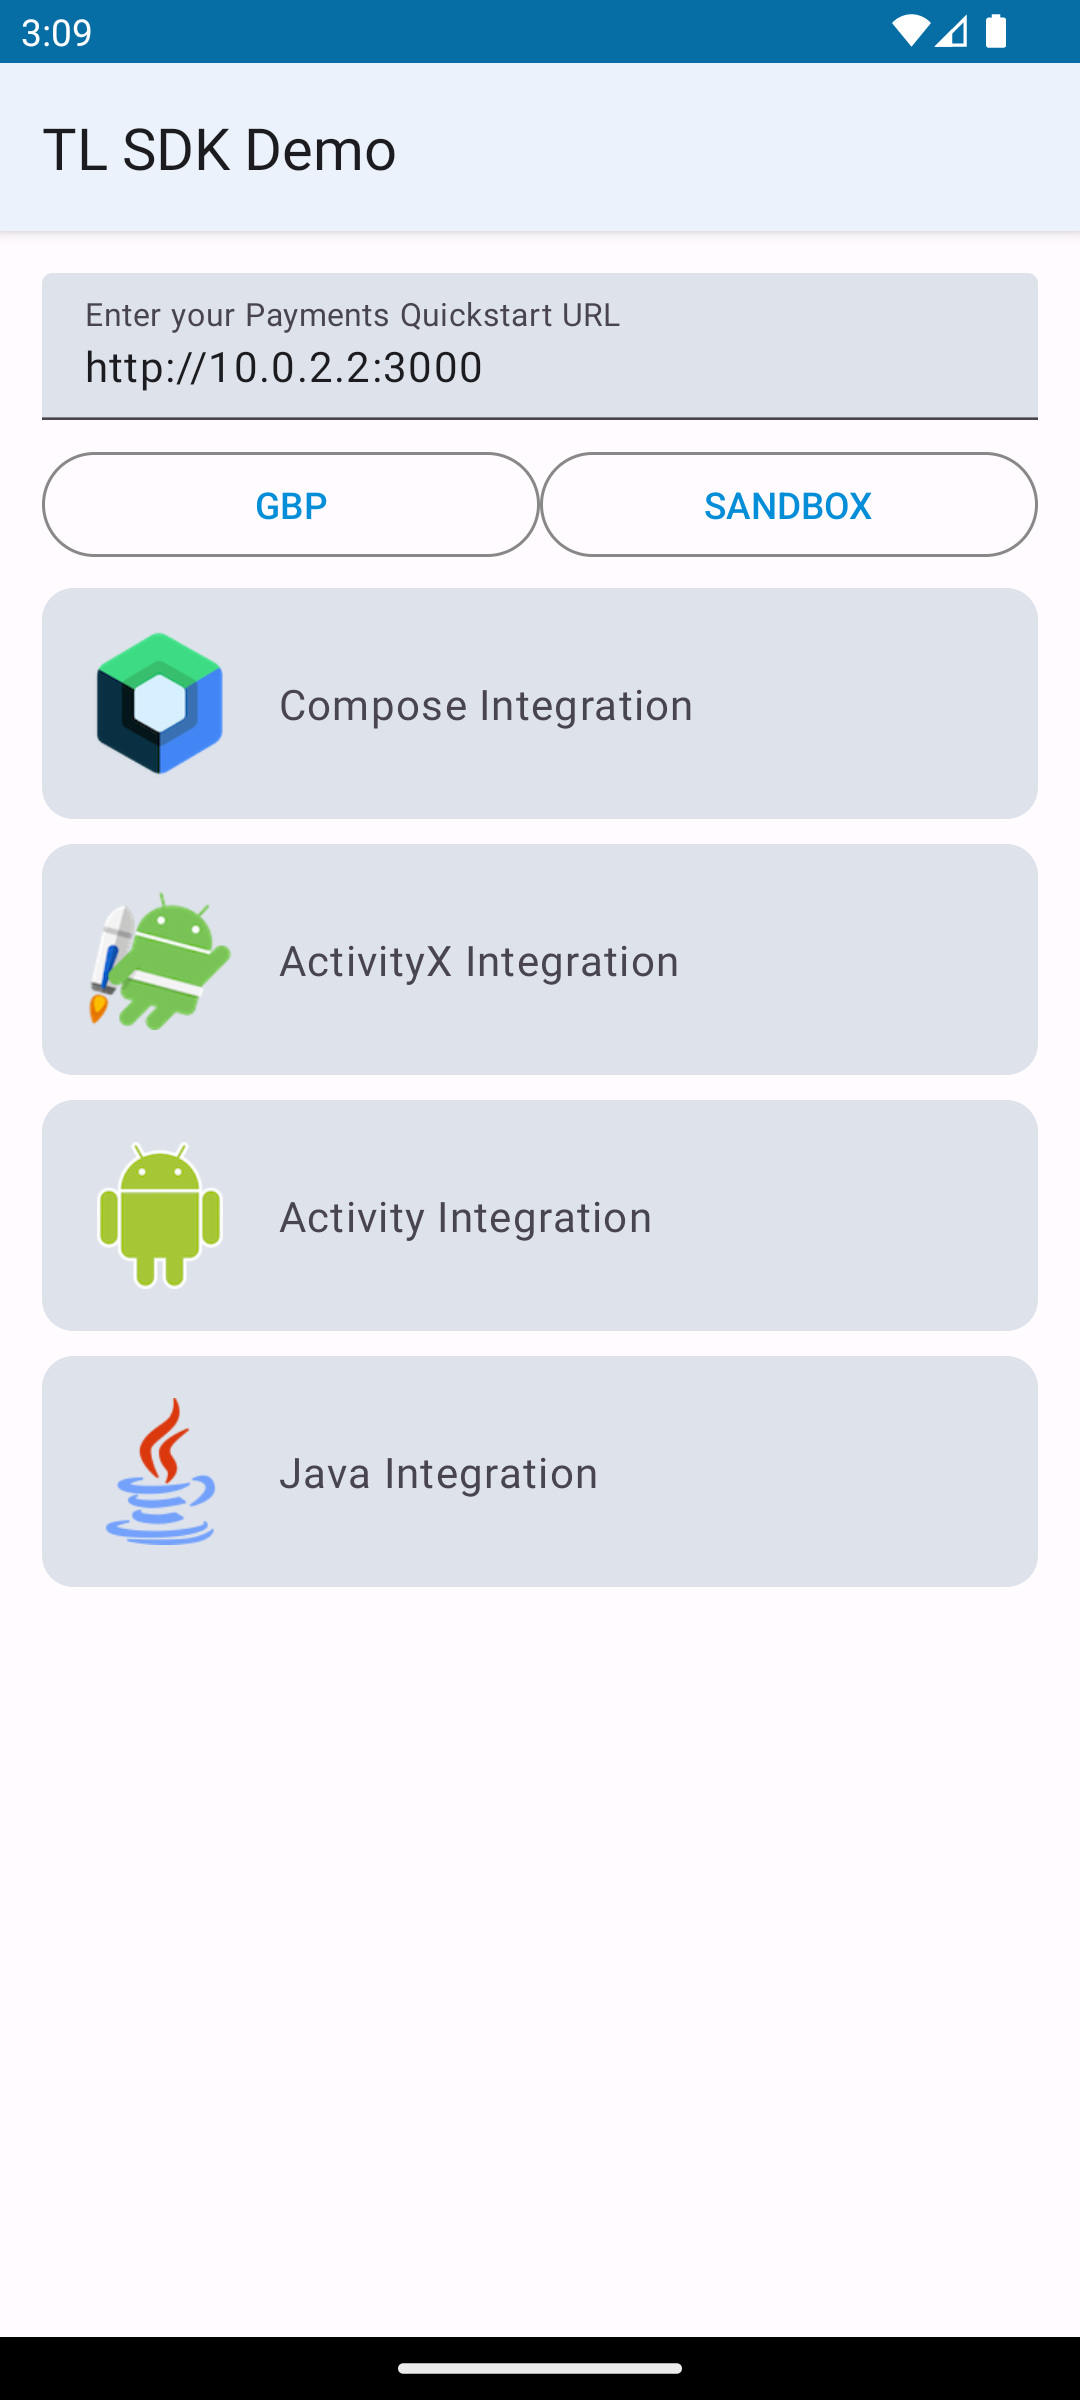 3:09
TL SDK Demo
Enter your Payments Quickstart URL
http://10.0.2.2:3000
GBP
SANDBOX
Compose Integration
ActivityX Integration
Activity Integration
Java Integration